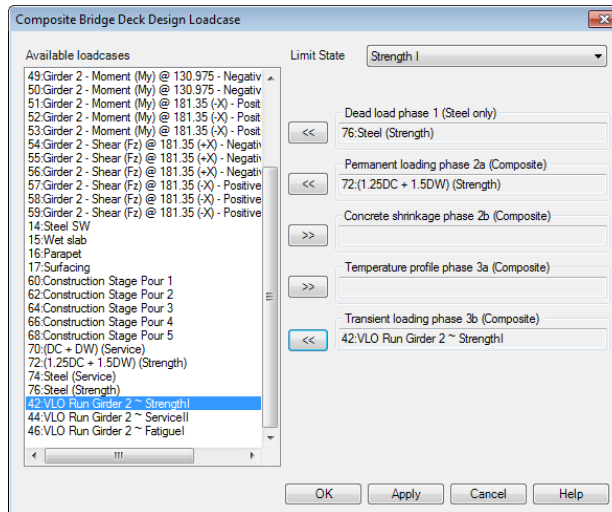 Composite Bridge Deck Design Loadcase
Available loadcases
49:Girder 2 - Moment (My) @ 130.975 - Negativ
50:Girder 2 - Moment (My) @ 130.975 - Negativ
51:Girder 2 - Moment (My) @ 181.35 (-X) - Posit
52:Girder 2 - Moment (My) @ 181.35 (-X) - Positive
53:Girder 2 - Moment (My) @ 181.35 (-X) - Positive
54:Girder 2 - Shear (Fz) @ 181.35 (+X) - Negativ
55:Girder 2 - Shear (Fz) @ 181.35 (+X) - Negativ
56:Girder 2 - Shear (Fz) @ 181.35 (+X) - Negativ
57:Girder 2 - Shear (Fz) @ 181.35 (-X) - Positive
58:Girder 2 - Shear (Fz) @ 181.35 (-X) - Positive
59:Girder 2 - Shear (Fz) @ 181.35 (-X) - Positive
14:Steel SW
15:Wet slab
16:Parapet
17:Surfacing
60:Construction Stage Pour 1
62:Construction Stage Pour 2
64:Construction Stage Pour 3
66:Construction Stage Pour 4
68:Construction Stage Pour 5
70:(DC + DW) (Service)
72:(1.25DC + 1.5DW) (Strength)
74:Steel (Service)
76:Steel (Strength)
42:VLO Run Girder 2 ~ StrengthI
44:VLO Run Girder 2 ~ ServiceII
46:VLO Run Girder 2 ~ FatigueI
Limit State
Strength I
Dead load phase 1 (Steel only)
<<
76:Steel (Strength)
Permanent loading phase 2a (Composite)
<<
72:(1.25DC + 1.5DW) (Strength)
Concrete shrinkage phase 2b (Composite)
>>
Temperature profile phase 3a (Composite)
>>
Transient loading phase 3b (Composite)
<<
42:VLO Run Girder 2 ~ StrengthI
OK
Apply
Cancel
Help